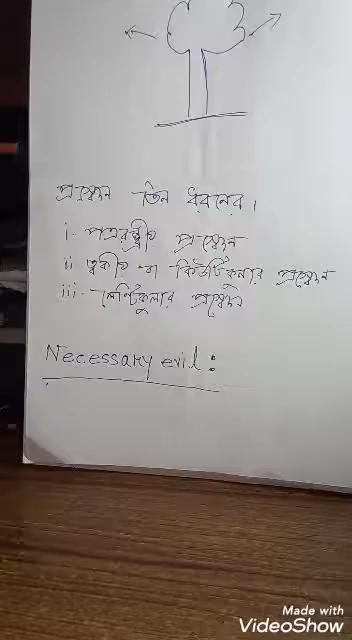 প্রস্বেদন তিন ধরনের।
i. পত্ররন্ধ্রীয় প্রস্বেদন
ii ত্বকীয় বা কিউটিকুলার প্রস্বেদন
iii. লেন্টিকুলার প্রস্বেদন
Necessary evil:
Made with
VideoShow